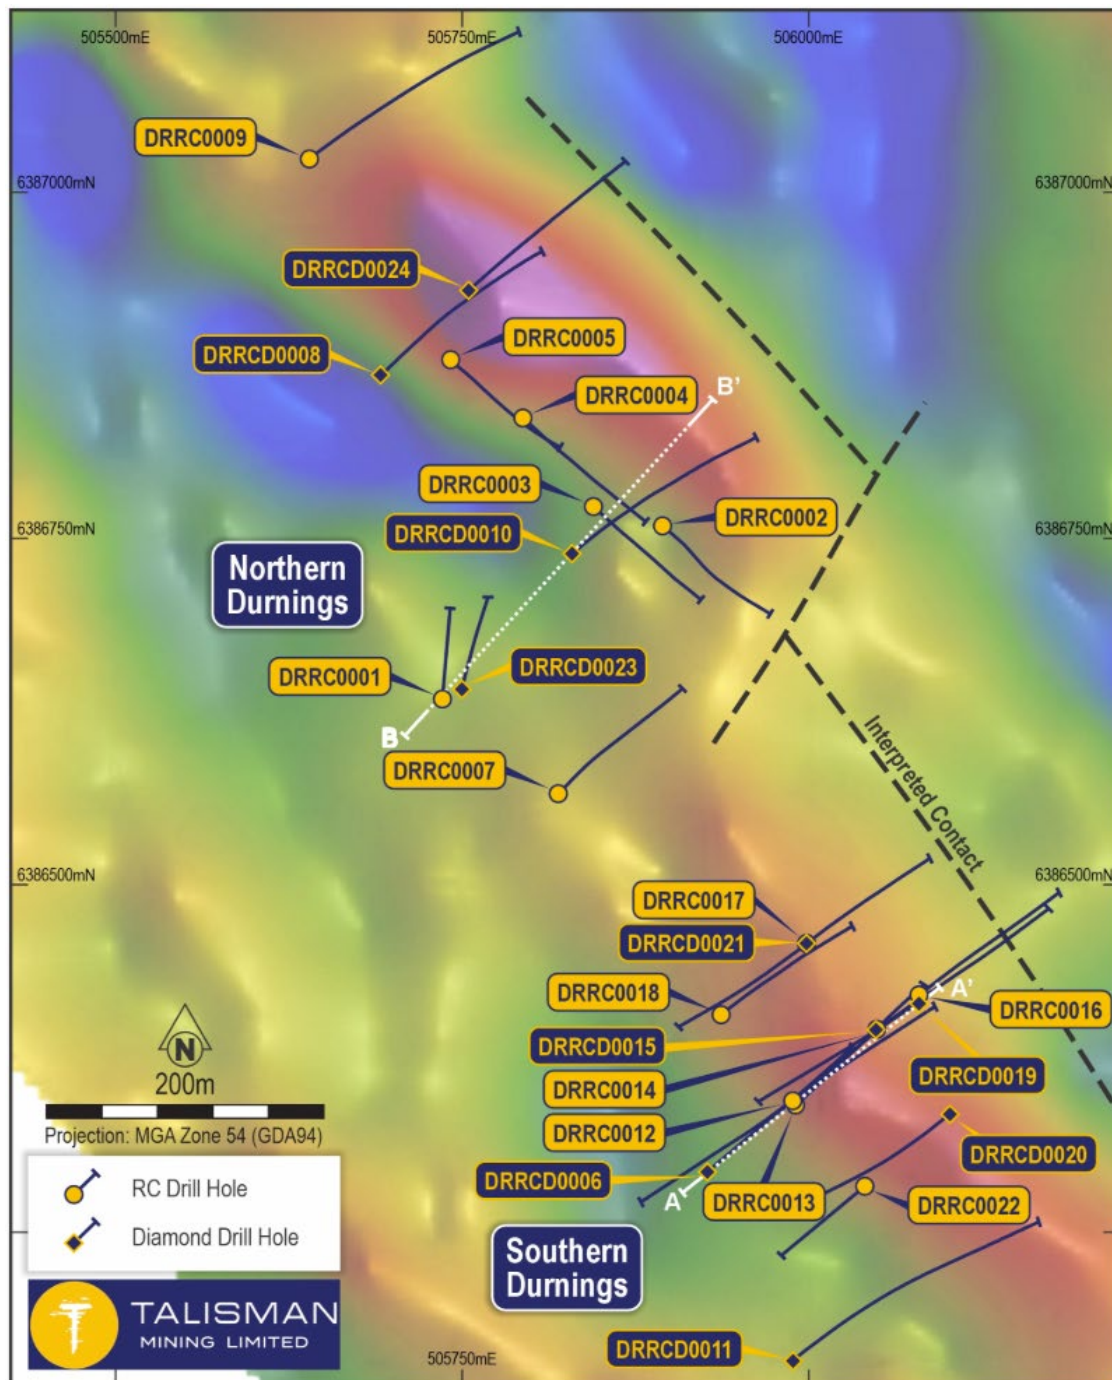 505500mE
505750mE
506000mE
DRRC0009
6387000mN
6387000mN
DRRCD0024
DRRC0005
DRRCD0008
DRRC0004
B'
DRRC0003
DRRC0002
DRRCD0010
6386750mN
6386750mN
Northern
Durnings
DRRCD0023
DRRC0001
B
DRRC0007
Interpreted Contact
6386500mN
6386500mN
DRRC0017
DRRCD0021
DRRC0018
A'
DRRC0016
DRRCD0015
DRRCD0019
DRRC0014
DRRC0012
DRRCD0020
DRRCD0006
A
DRRC0013
DRRC0022
N
200m
Projection: MGA Zone 54 (GDA94)
RC Drill Hole
Diamond Drill Hole
Southern
Durnings
TALISMAN
MINING LIMITED
DRRCD0011
505750mE